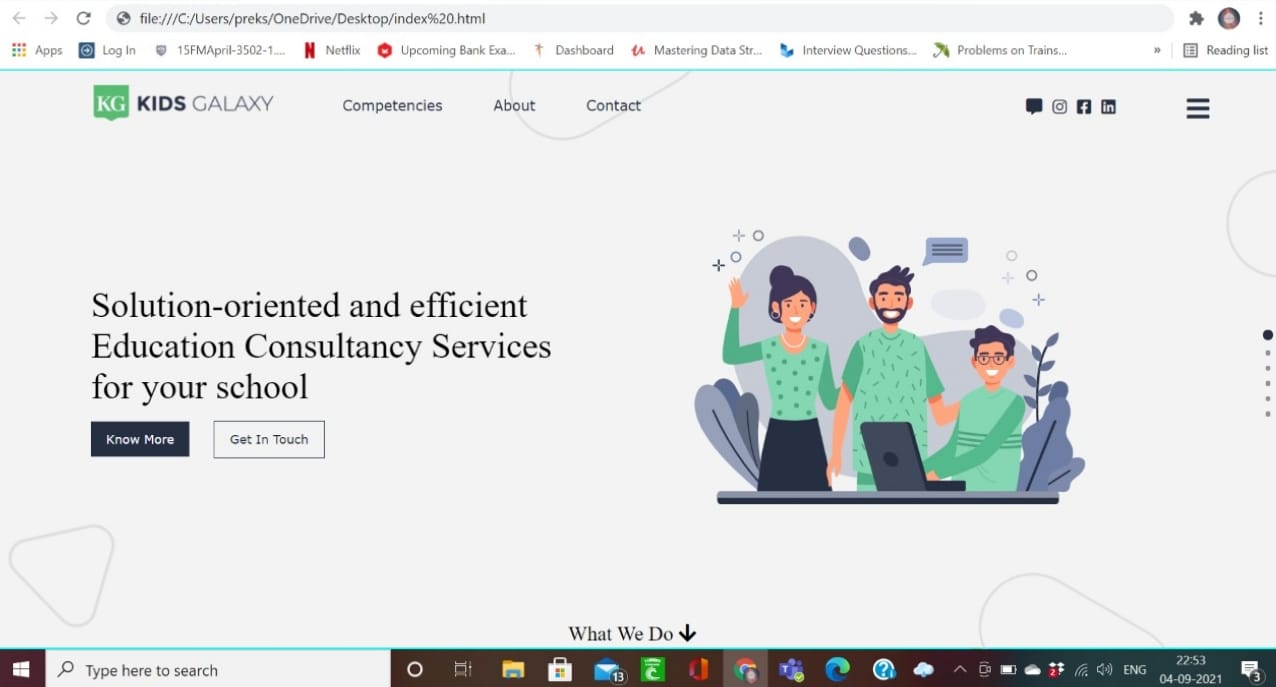 file:///C:/Users/preks/OneDrive/Desktop/index%20.html
Apps Log In 15FMApril-3502-1.... Netflix Upcoming Bank Exa... Dashboard Mastering Data Str... Interview Questions... Problems on Trains... » Reading list
KG KIDS GALAXY Competencies About Contact
Solution-oriented and efficient
Education Consultancy Services
for your school
Know More Get In Touch
What We Do
Type here to search 13 2 ENG 22:53 3
04-09-2021